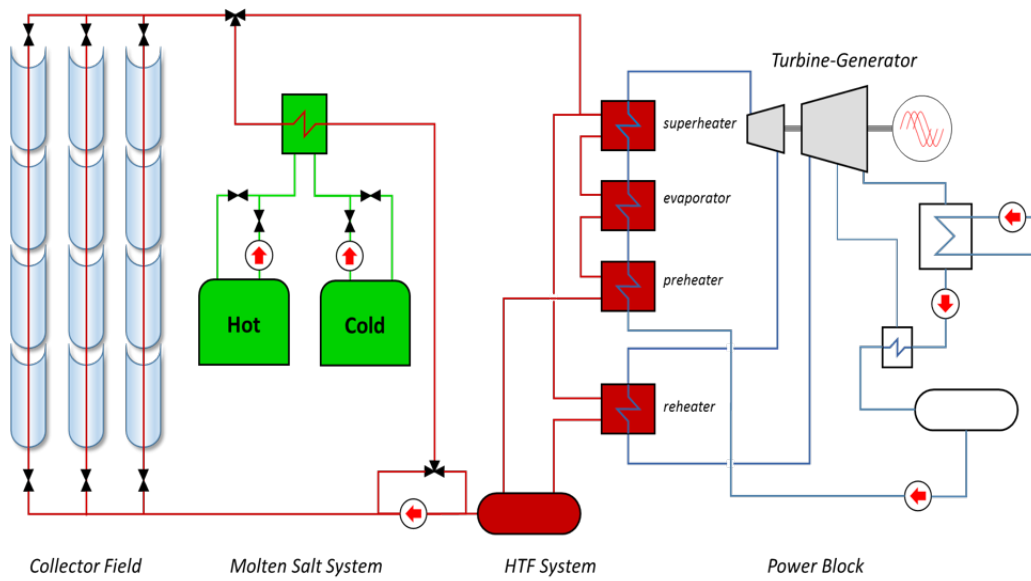 Turbine-Generator
superheater
evaporator
preheater
Hot
Cold
reheater
Collector Field
Molten Salt System
HTF System
Power Block